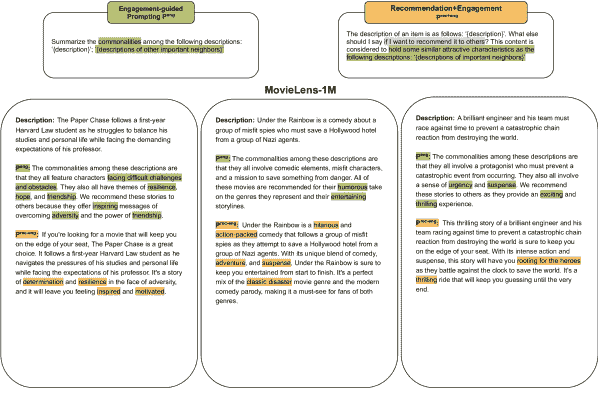 Engagement-guided
Prompting P^eng
Summarize the commonalities among the following descriptions:
'{description}'; '{descriptions of other important neighbors}'
Recommendation+Engagement
P^rec+eng
The description of an item is as follows: '{description}'. What else
should I say if I want to recommend it to others? This content is
considered to hold some similar attractive characteristics as the
following descriptions: '{descriptions of important neighbors}'
MovieLens-1M
Description: The Paper Chase follows a first-year
Harvard Law student as he struggles to balance his
studies and personal life while facing the demanding
expectations of his professor.
P^eng: The commonalities among these descriptions are
that they all feature characters facing difficult challenges
and obstacles. They also all have themes of resilience,
hope, and friendship. We recommend these stories to
others because they offer inspiring messages of
overcoming adversity and the power of friendship.
P^rec+eng: If you're looking for a movie that will keep you
on the edge of your seat, The Paper Chase is a great
choice. It follows a first-year Harvard Law student as he
navigates the pressures of his studies and personal life
while facing the expectations of his professor. It's a story
of determination and resilience in the face of adversity,
and it will leave you feeling inspired and motivated.
Description: Under the Rainbow is a comedy about a
group of misfit spies who must save a Hollywood hotel
from a group of Nazi agents.
P^eng: The commonalities among these descriptions are
that they all involve comedic elements, misfit characters,
and a mission to save something from danger. All of
these movies are recommended for their humorous take
on the genres they represent and their entertaining
storylines.
P^rec+eng: Under the Rainbow is a hilarious and
action-packed comedy that follows a group of misfit
spies as they attempt to save a Hollywood hotel from a
group of Nazi agents. With its unique blend of comedy,
adventure, and suspense, Under the Rainbow is sure to
keep you entertained from start to finish. It's a perfect
mix of the classic disaster movie genre and the modern
comedy parody, making it a must-see for fans of both
genres.
Description: A brilliant engineer and his team must
race against time to prevent a catastrophic chain
reaction from destroying the world.
P^eng: The commonalities among these descriptions are
that they all involve a protagonist who must prevent a
catastrophic event from occurring. They also all involve
a sense of urgency and suspense. We recommend
these stories to others as they provide an exciting and
thrilling experience.
P^rec+eng: This thrilling story of a brilliant engineer and his
team racing against time to prevent a catastrophic chain
reaction from destroying the world is sure to keep you
on the edge of your seat. With its intense action and
suspense, this story will have you rooting for the heroes
as they battle against the clock to save the world. It's a
thrilling ride that will keep you guessing until the very
end.